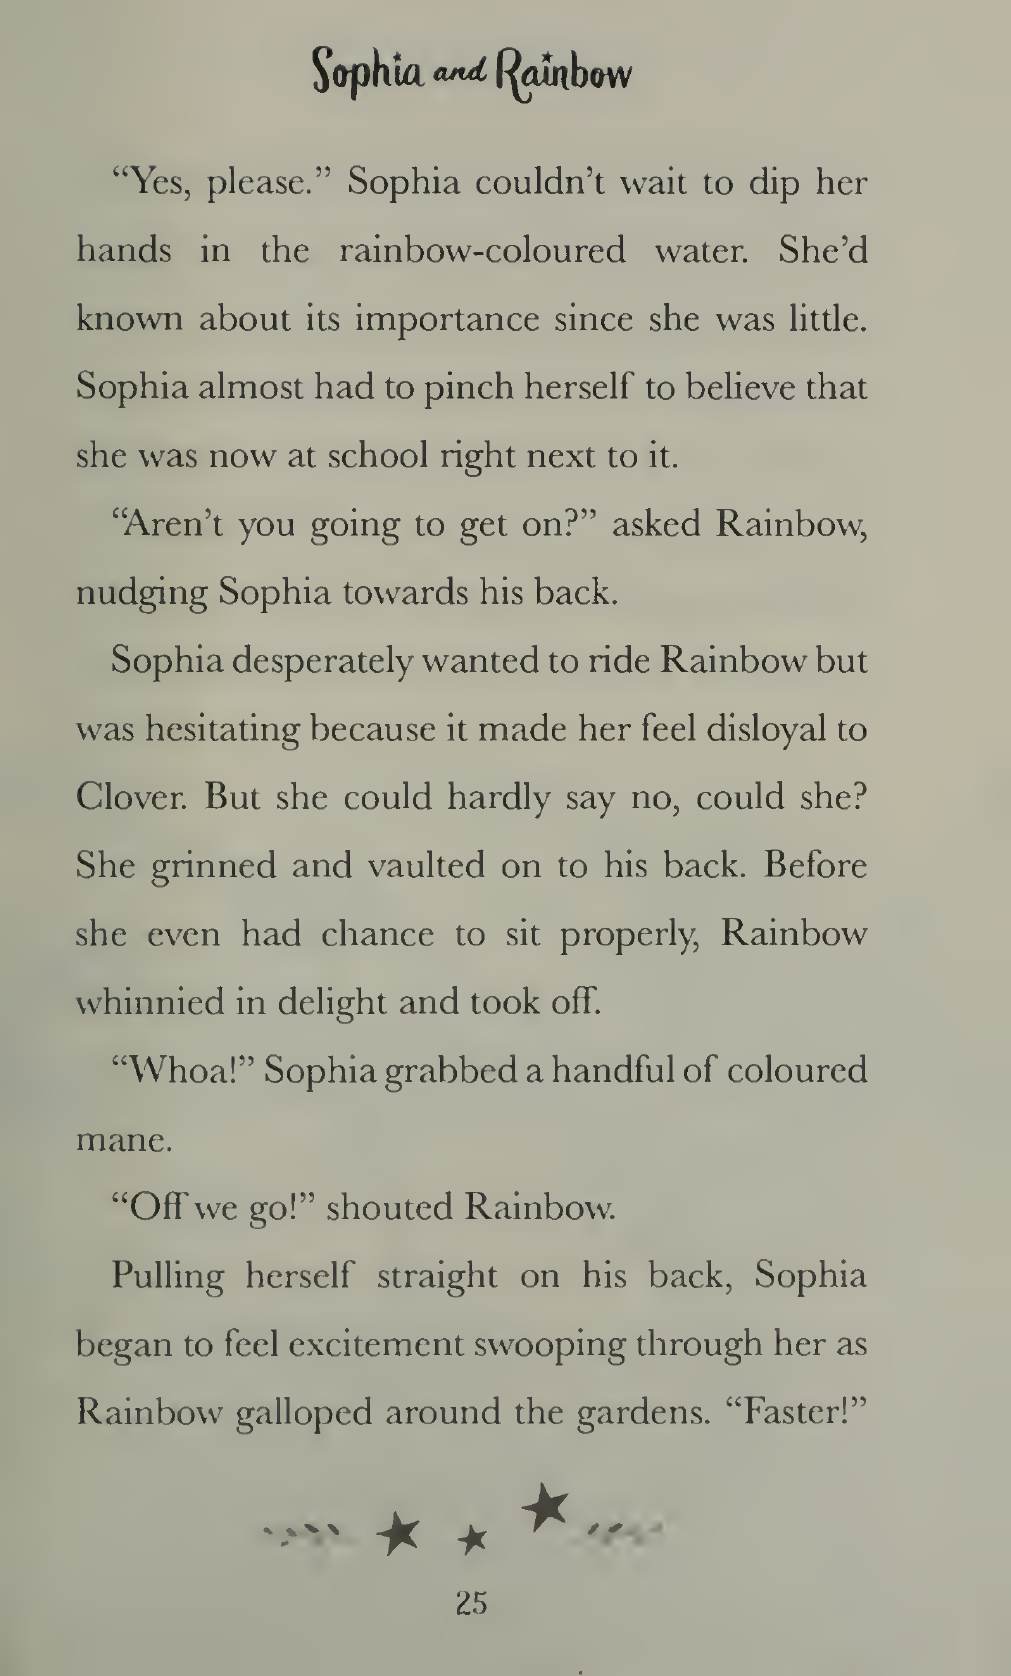 Sophia and Rainbow
“Yes, please.” Sophia couldn’t wait to dip her
hands in the rainbow-coloured water. She’d
known about its importance since she was little.
Sophia almost had to pinch herself to believe that
she was now at school right next to it.
“Aren’t you going to get on?” asked Rainbow,
nudging Sophia towards his back.
Sophia desperately wanted to ride Rainbow but
was hesitating because it made her feel disloyal to
Clover. But she could hardly say no, could she?
She grinned and vaulted on to his back. Before
she even had chance to sit properly, Rainbow
whinnied in delight and took off.
“Whoa!” Sophia grabbed a handful of coloured
mane.
“Off we go!” shouted Rainbow.
Pulling herself straight on his back, Sophia
began to feel excitement swooping through her as
Rainbow galloped around the gardens. “Faster!”
25